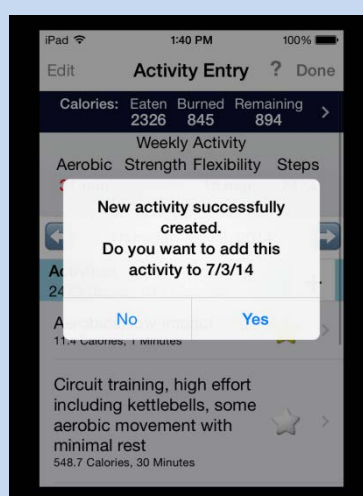 iPad 1:40 PM 100%
Edit Activity Entry ? Done
Calories: Eaten Burned Remaining >
2326 845 894
Weekly Activity
Aerobic Strength Flexibility Steps
New activity successfully
created.
Do you want to add this
activity to 7/3/14
No Yes
11.4 Calories, 1 Minutes
Circuit training, high effort
including kettlebells, some
aerobic movement with
minimal rest
548.7 Calories, 30 Minutes